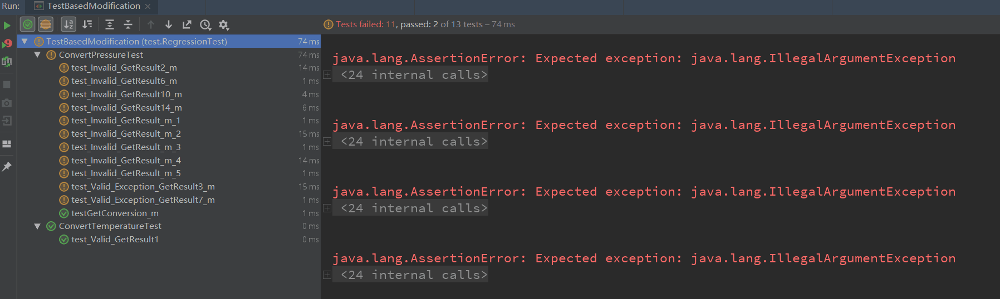 Run: TestBasedModification
Tests failed: 11, passed: 2 of 13 tests – 74 ms
TestBasedModification (test.RegressionTest) 74 ms
ConvertPressureTest 74 ms
test_Invalid_GetResult2_m 14 ms
test_Invalid_GetResult6_m 1 ms
test_Invalid_GetResult10_m 4 ms
test_Invalid_GetResult14_m 6 ms
test_Invalid_GetResult_m_1 1 ms
test_Invalid_GetResult_m_2 15 ms
test_Invalid_GetResult_m_3 1 ms
test_Invalid_GetResult_m_4 14 ms
test_Invalid_GetResult_m_5 1 ms
test_Valid_Exception_GetResult3_m 15 ms
test_Valid_Exception_GetResult7_m 1 ms
testGetConversion_m 1 ms
ConvertTemperatureTest 0 ms
test_Valid_GetResult1 0 ms
java.lang.AssertionError: Expected exception: java.lang.IllegalArgumentException
<24 internal calls>
java.lang.AssertionError: Expected exception: java.lang.IllegalArgumentException
<24 internal calls>
java.lang.AssertionError: Expected exception: java.lang.IllegalArgumentException
<24 internal calls>
java.lang.AssertionError: Expected exception: java.lang.IllegalArgumentException
<24 internal calls>